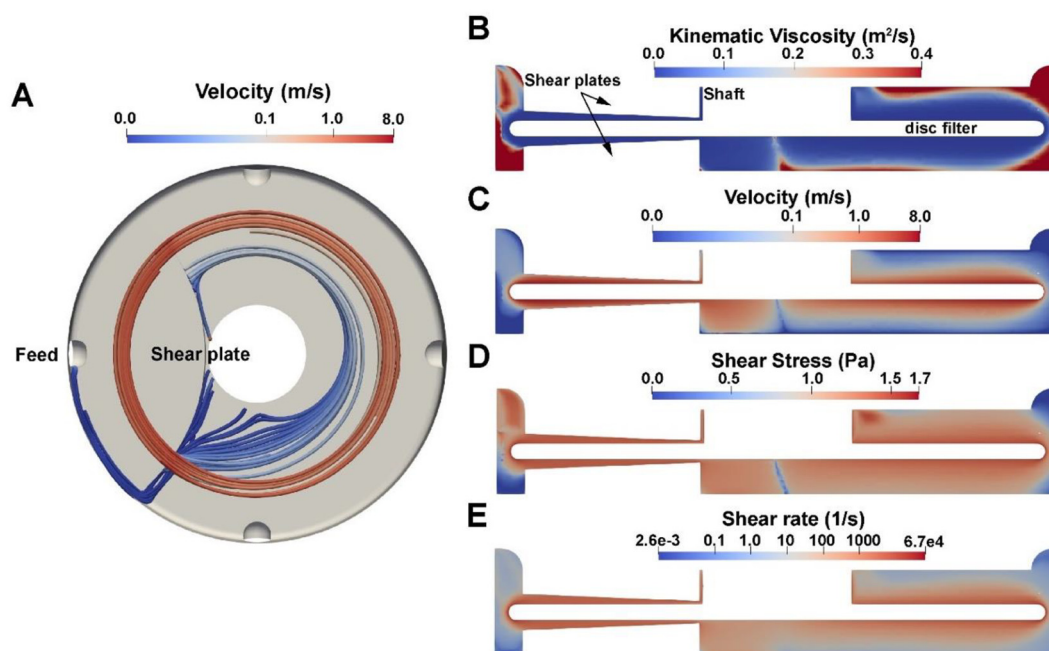 A
Velocity (m/s)
0.0 0.1 1.0 8.0
Feed
Shear plate
B
Kinematic Viscosity (m²/s)
0.0 0.1 0.2 0.3 0.4
Shear plates
Shaft
disc filter
C
Velocity (m/s)
0.0 0.1 1.0 8.0
D
Shear Stress (Pa)
0.0 0.5 1.0 1.5 1.7
E
Shear rate (1/s)
2.6e-3 0.1 1.0 10 100 1000 6.7e4